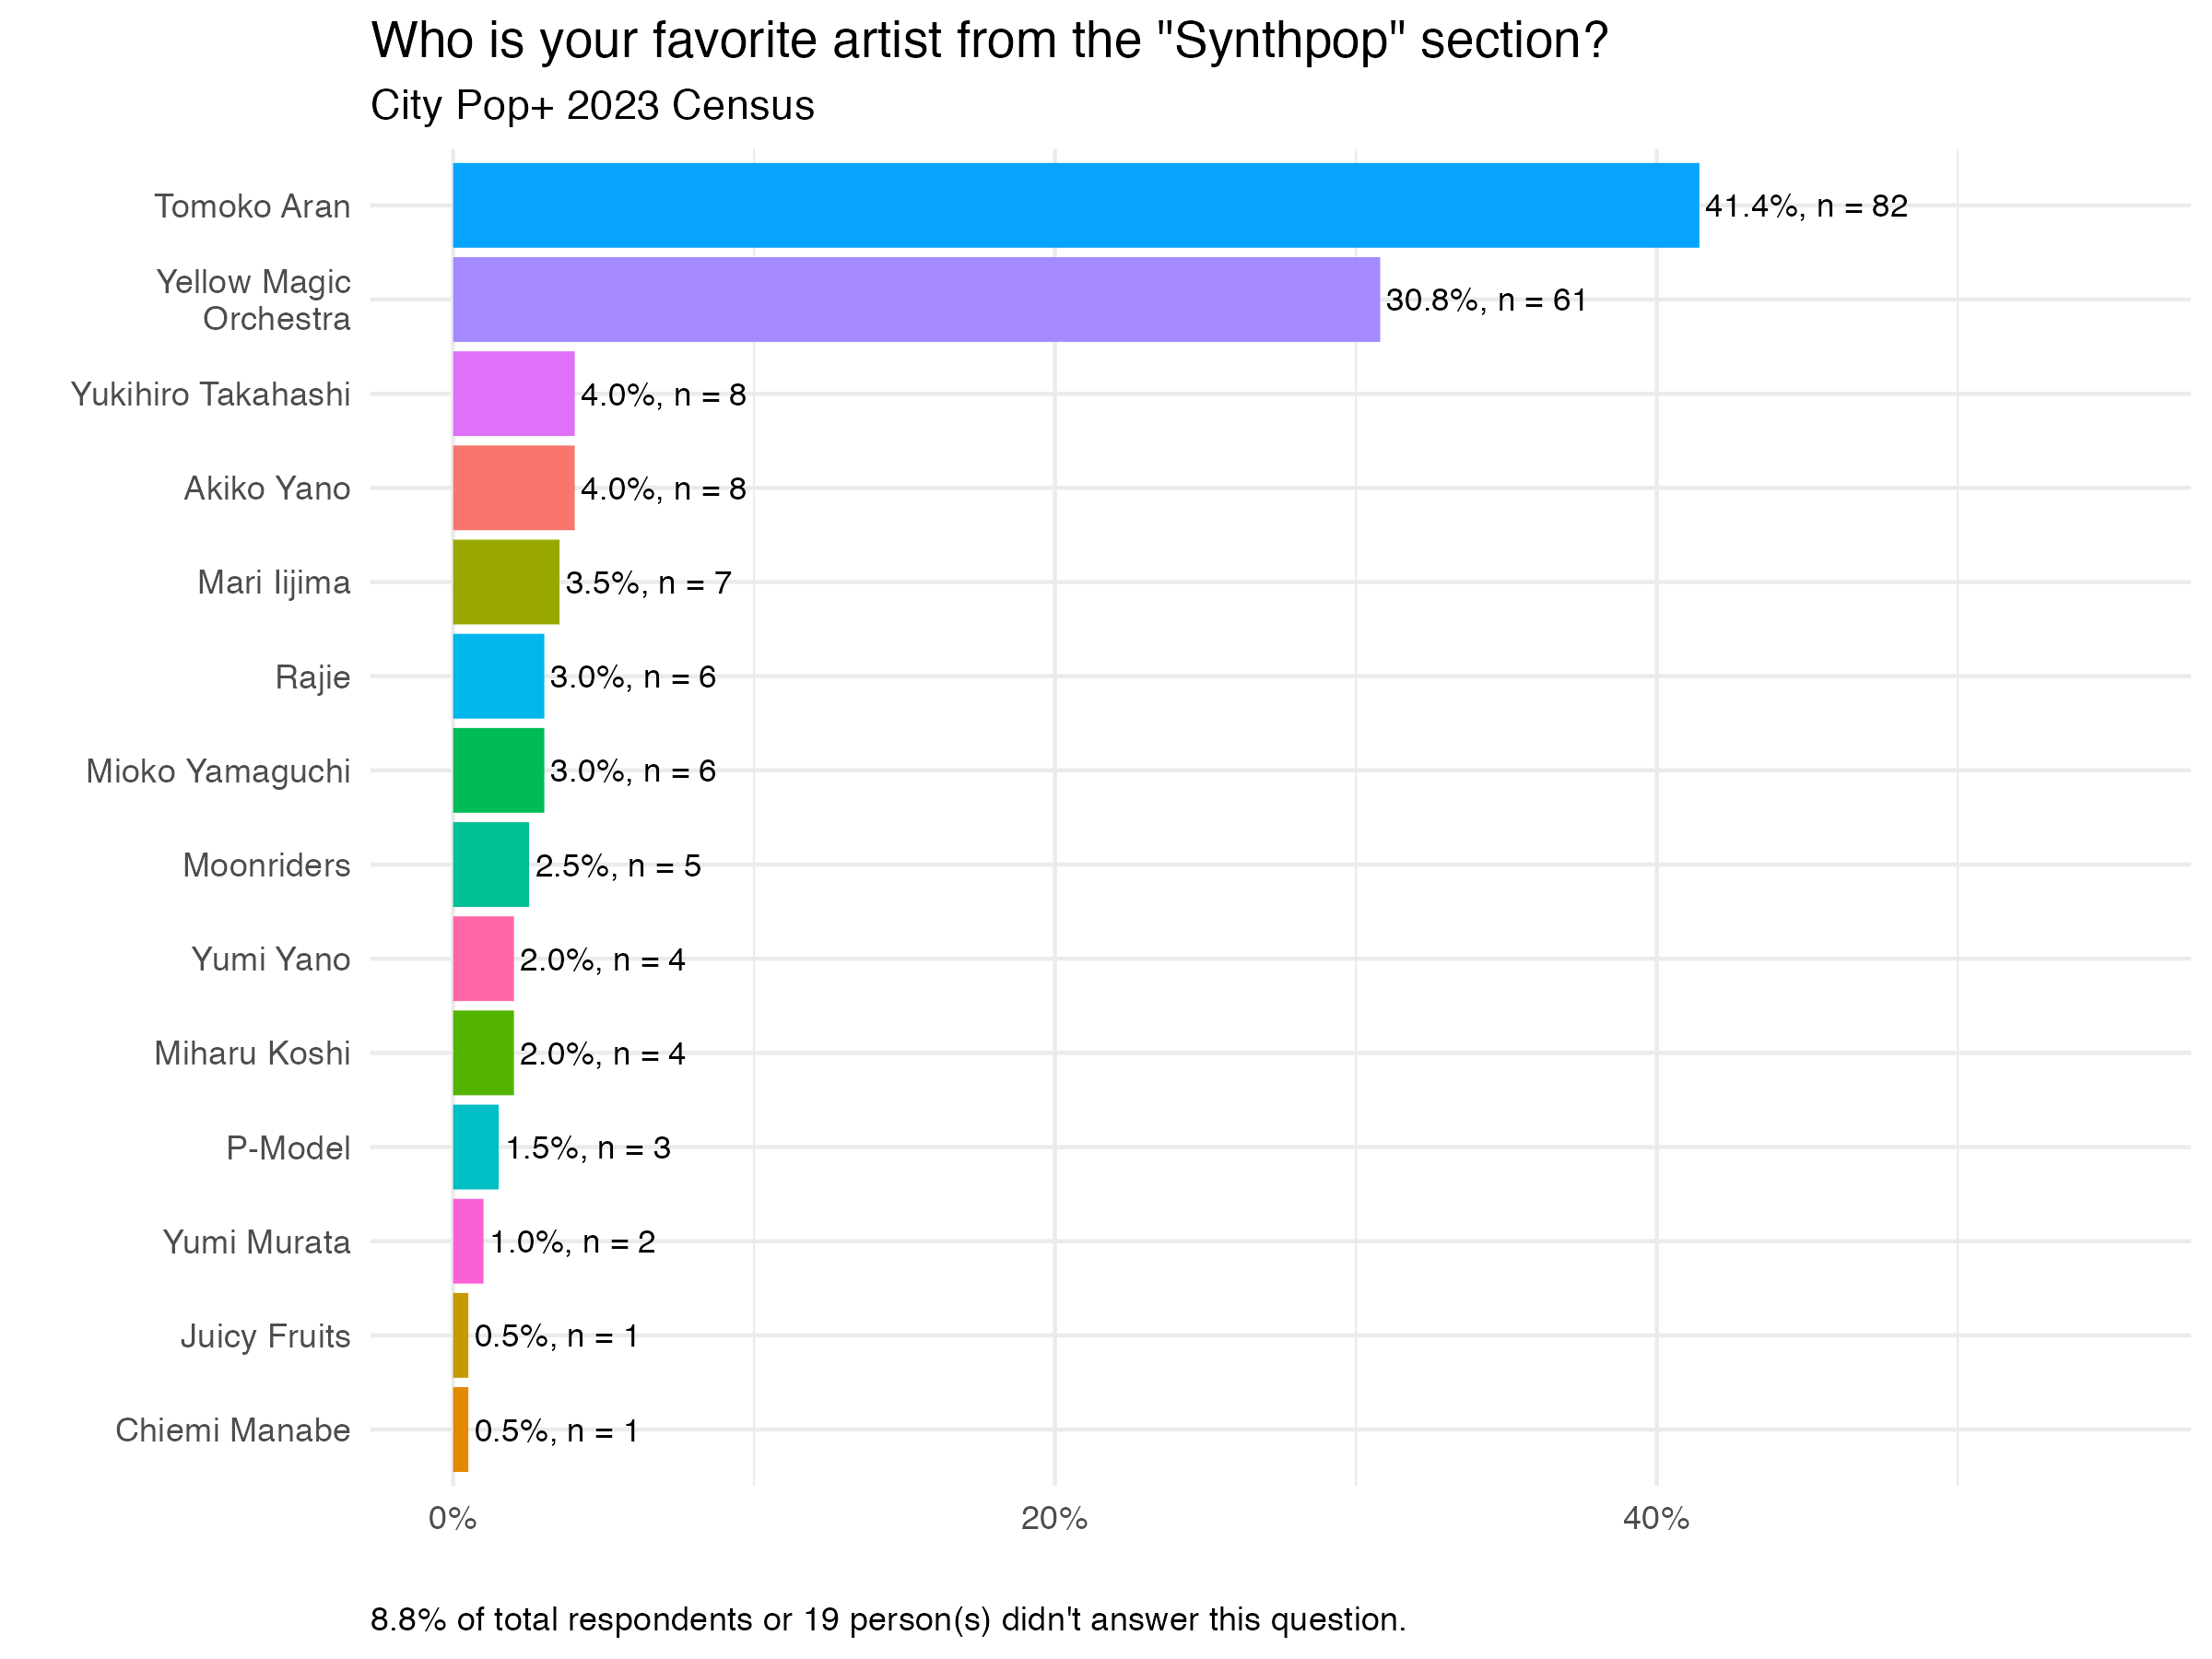 Who is your favorite artist from the "Synthpop" section?
City Pop+ 2023 Census
Tomoko Aran
41.4%, n = 82
Yellow Magic
Orchestra
30.8%, n = 61
Yukihiro Takahashi
4.0%, n = 8
Akiko Yano
4.0%, n = 8
Mari Iijima
3.5%, n = 7
Rajie
3.0%, n = 6
Mioko Yamaguchi
3.0%, n = 6
Moonriders
2.5%, n = 5
Yumi Yano
2.0%, n = 4
Miharu Koshi
2.0%, n = 4
P-Model
1.5%, n = 3
Yumi Murata
1.0%, n = 2
Juicy Fruits
0.5%, n = 1
Chiemi Manabe
0.5%, n = 1
0%
20%
40%
8.8% of total respondents or 19 person(s) didn't answer this question.